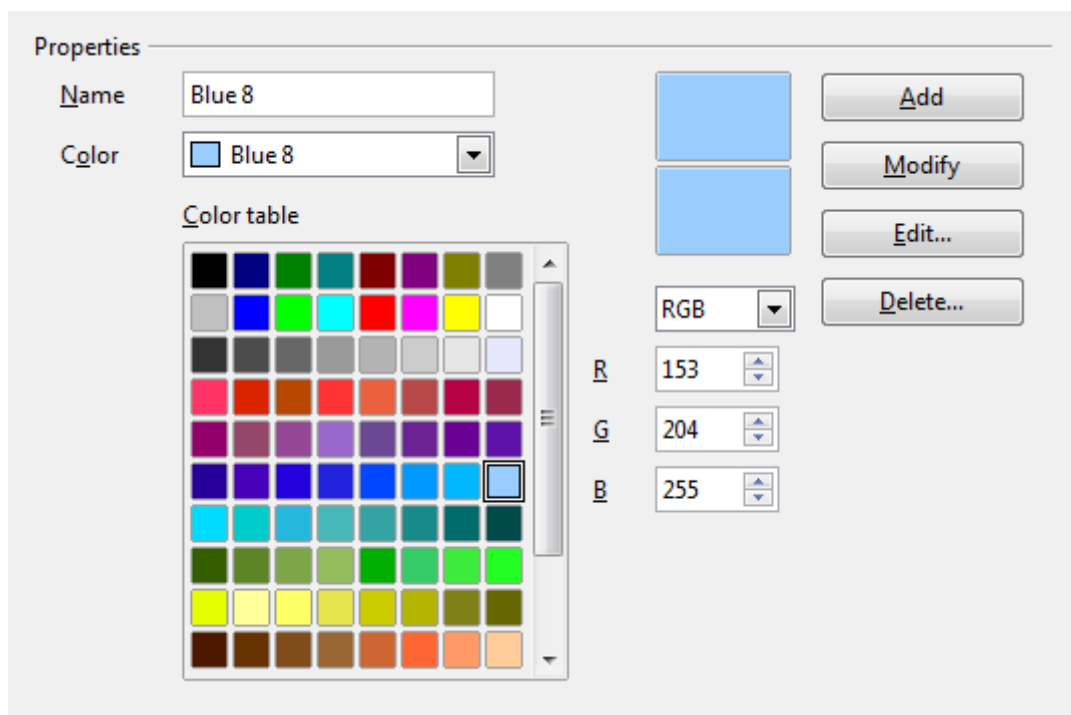 Properties
Name Blue 8
Color Blue 8
Color table
Add
Modify
Edit...
Delete...
RGB
R 153
G 204
B 255